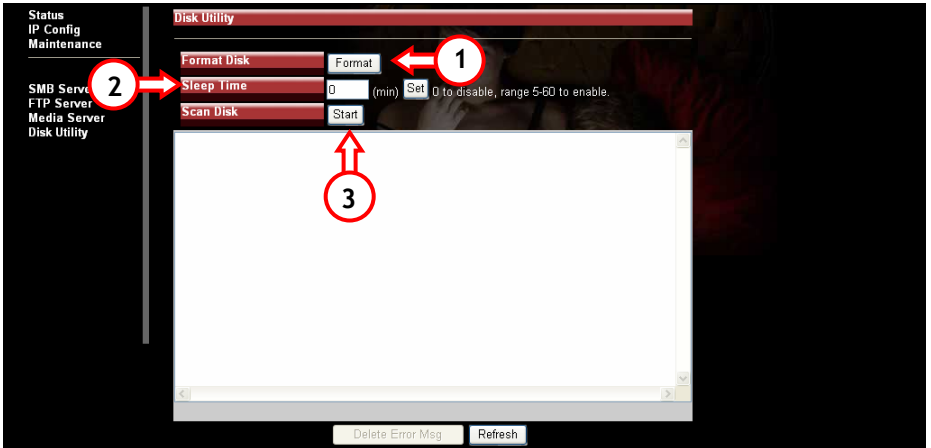 Status
IP Config
Maintenance
SMB Serve
FTP Server
Media Server
Disk Utility
Disk Utility
Format Disk Format 1
2 Sleep Time 0 (min) Set 0 to disable, range 5-60 to enable.
Scan Disk Start
3
Delete Error Msg Refresh